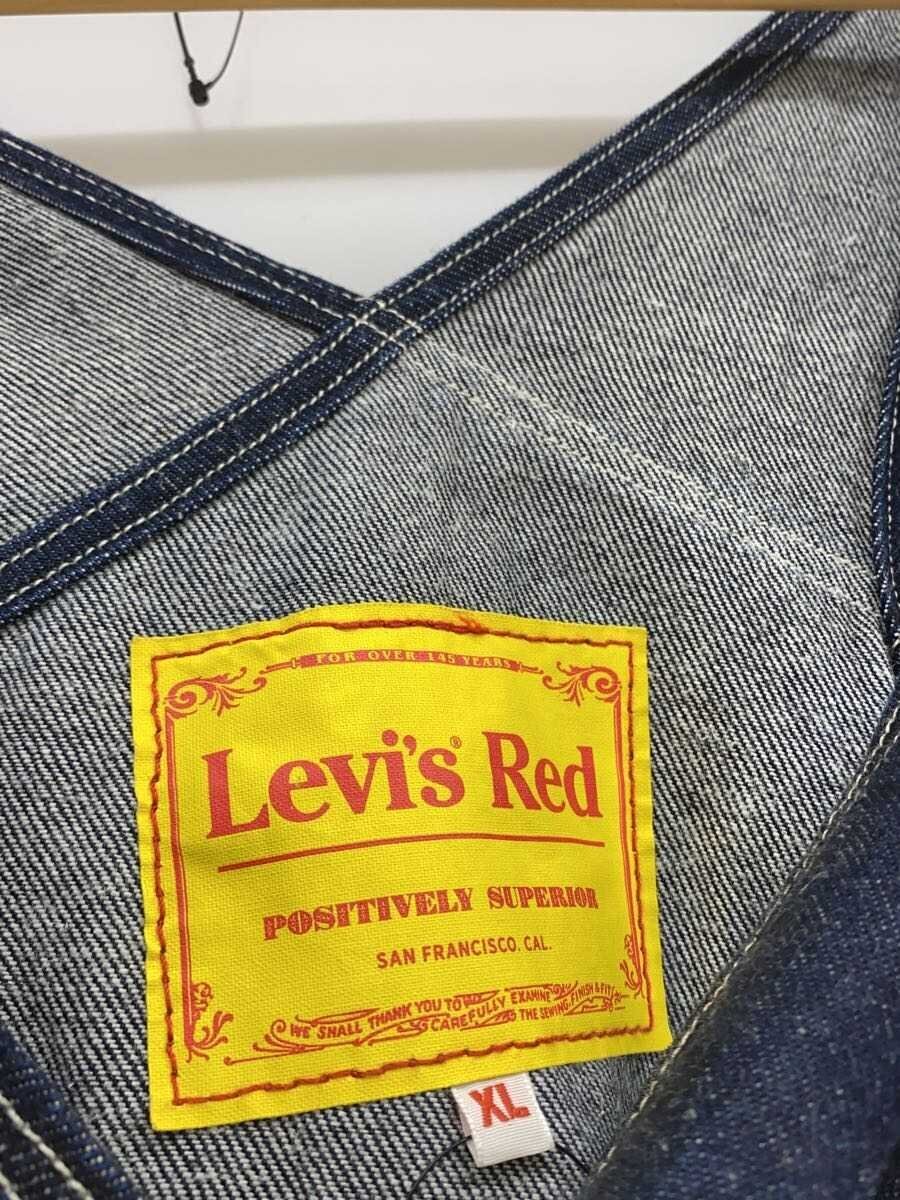 FOR OVER 145 YEARS
Levi's® Red
POSITIVELY SUPERIOR
SAN FRANCISCO. CAL.
WE SHALL THANK YOU TO
CAREFULLY EXAMINE
THE SEWING, FINISH & FIT
XL